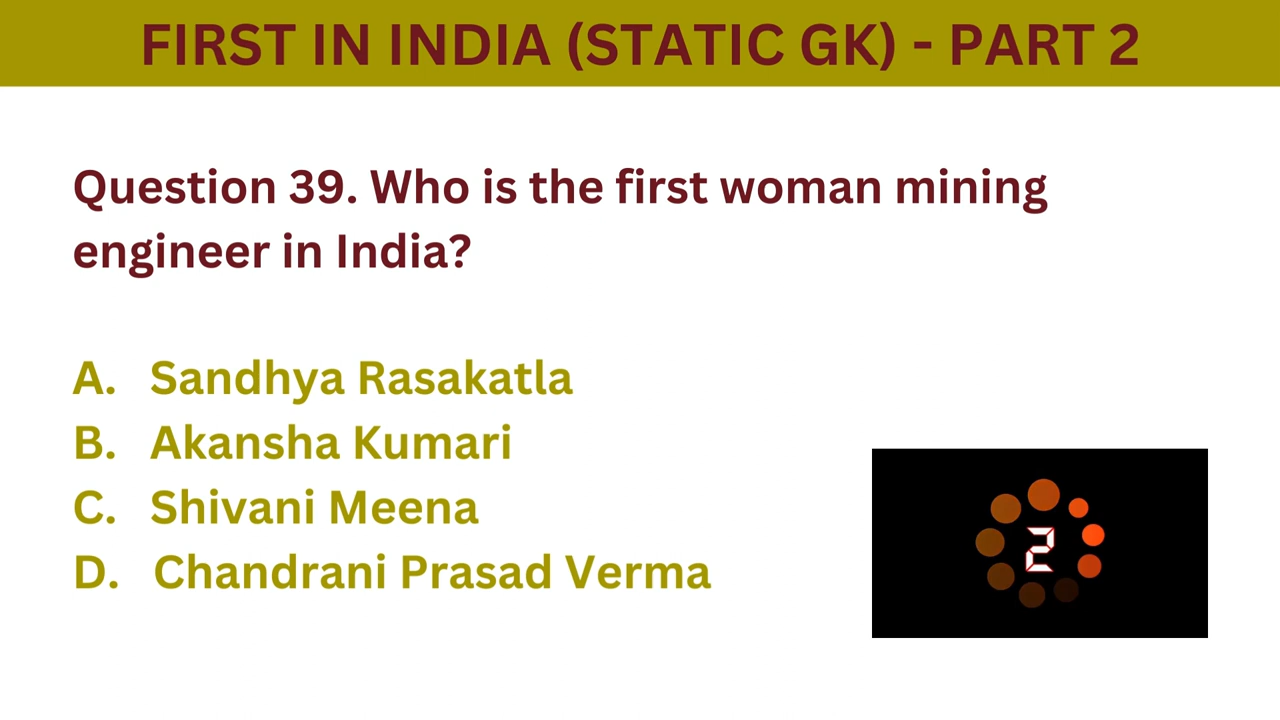 FIRST IN INDIA (STATIC GK) - PART 2
Question 39. Who is the first woman mining
engineer in India?
A. Sandhya Rasakatla
B. Akansha Kumari
C. Shivani Meena
D. Chandrani Prasad Verma
2